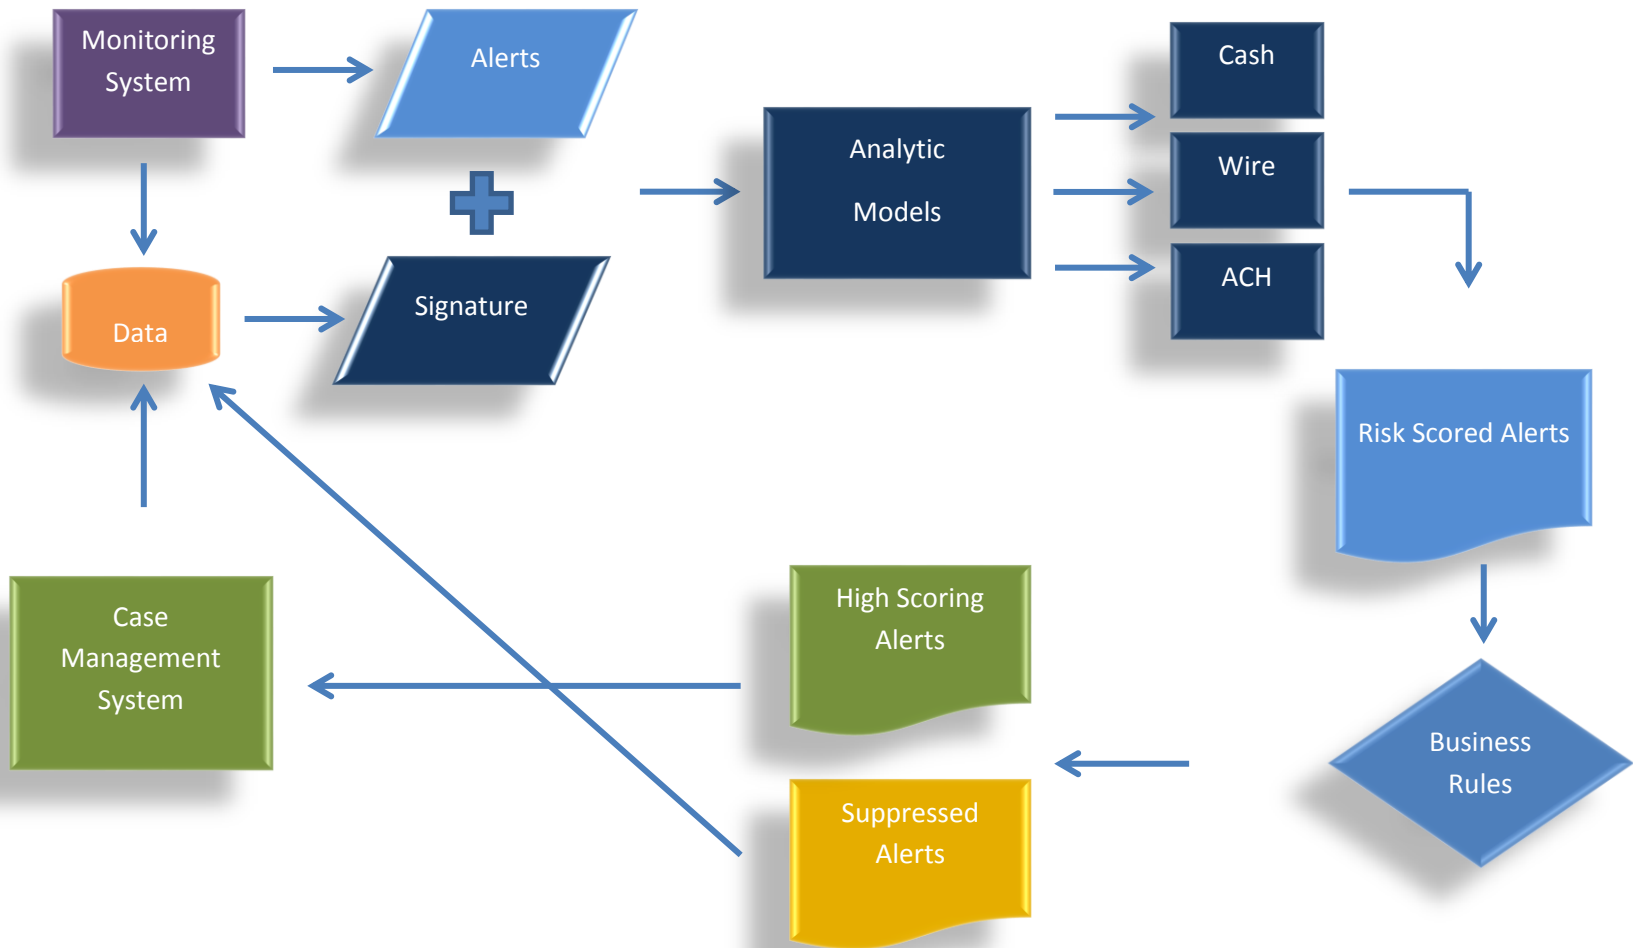 Monitoring
System
Alerts
Cash
Analytic
Models
Wire
ACH
Data
Signature
Risk Scored Alerts
Case
Management
System
High Scoring
Alerts
Business
Rules
Suppressed
Alerts